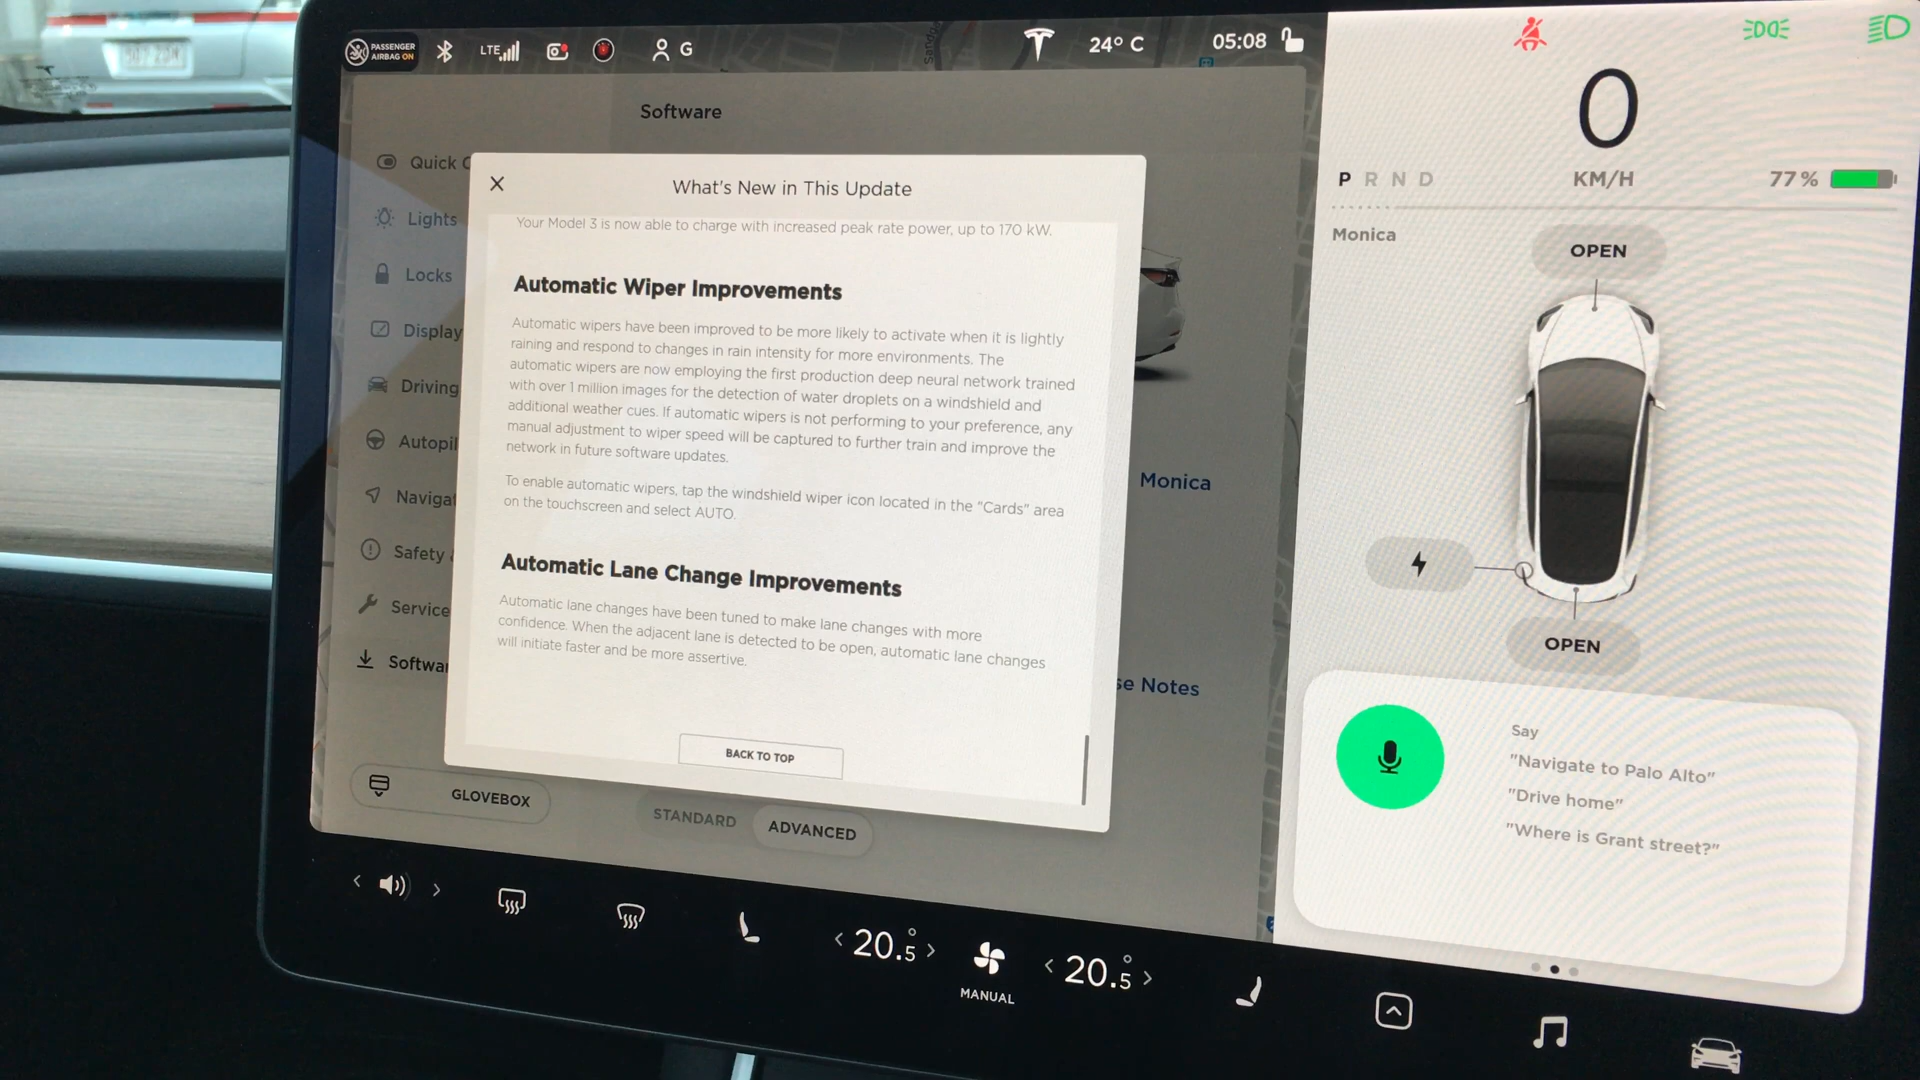 PASSENGER
AIRBAG ON
LTE
G
24° C
05:08
Software
Quick C
Lights
Locks
Display
Driving
Autopil
Navigat
Safety
Service
Softwa
GLOVEBOX
What's New in This Update
Your Model 3 is now able to charge with increased peak rate power, up to 170 kW.
Automatic Wiper Improvements
Automatic wipers have been improved to be more likely to activate when it is lightly
raining and respond to changes in rain intensity for more environments. The
automatic wipers are now employing the first production deep neural network trained
with over 1 million images for the detection of water droplets on a windshield and
additional weather cues. If automatic wipers is not performing to your preference, any
manual adjustment to wiper speed will be captured to further train and improve the
network in future software updates.
To enable automatic wipers, tap the windshield wiper icon located in the "Cards" area
on the touchscreen and select AUTO.
Automatic Lane Change Improvements
Automatic lane changes have been tuned to make lane changes with more
confidence. When the adjacent lane is detected to be open, automatic lane changes
will initiate faster and be more assertive.
BACK TO TOP
Monica
se Notes
STANDARD
ADVANCED
0
KM/H
P R N D
77 %
Monica
OPEN
OPEN
Say
"Navigate to Palo Alto"
"Drive home"
"Where is Grant street?"
20.5°
MANUAL
20.5°